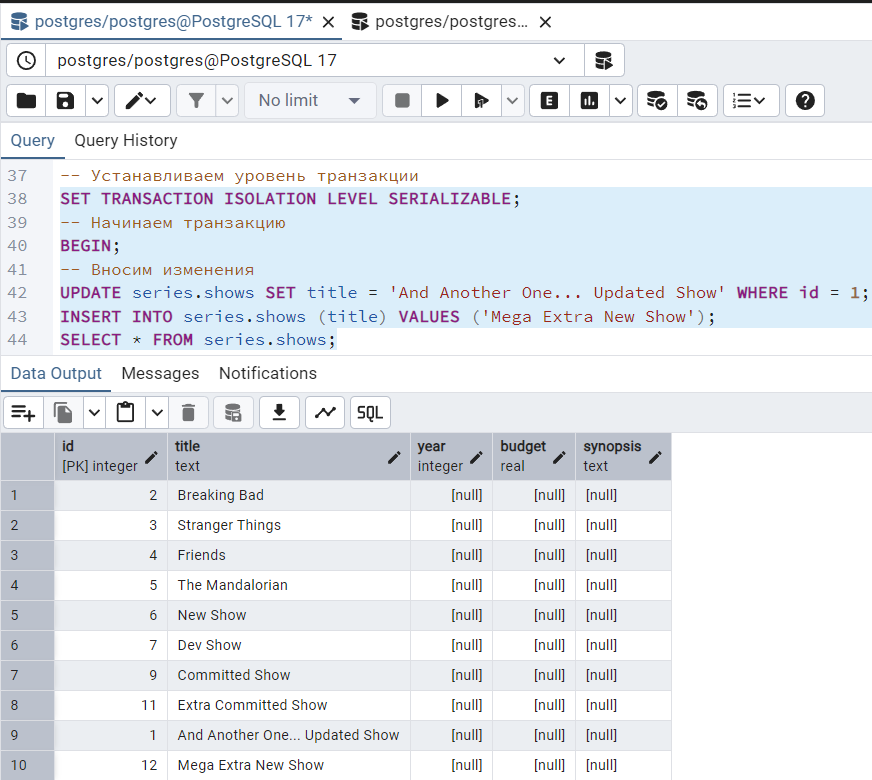 postgres/postgres@PostgreSQL 17* postgres/postgres...
postgres/postgres@PostgreSQL 17
No limit
E
Query Query History
37 -- Устанавливаем уровень транзакции
38 SET TRANSACTION ISOLATION LEVEL SERIALIZABLE;
39 -- Начинаем транзакцию
40 BEGIN;
41 -- Вносим изменения
42 UPDATE series.shows SET title = 'And Another One... Updated Show' WHERE id = 1;
43 INSERT INTO series.shows (title) VALUES ('Mega Extra New Show');
44 SELECT * FROM series.shows;
Data Output Messages Notifications
SQL
id title year budget synopsis
[PK] integer text integer real text
1 2 Breaking Bad [null] [null] [null]
2 3 Stranger Things [null] [null] [null]
3 4 Friends [null] [null] [null]
4 5 The Mandalorian [null] [null] [null]
5 6 New Show [null] [null] [null]
6 7 Dev Show [null] [null] [null]
7 9 Committed Show [null] [null] [null]
8 11 Extra Committed Show [null] [null] [null]
9 1 And Another One... Updated Show [null] [null] [null]
10 12 Mega Extra New Show [null] [null] [null]